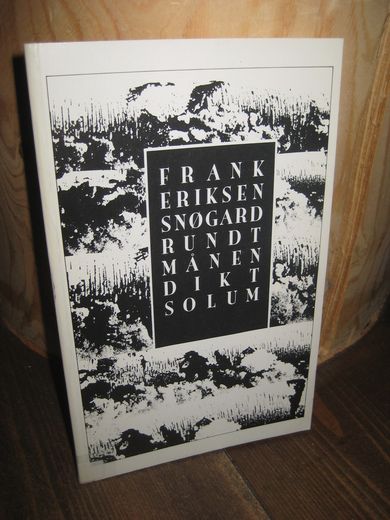 FRANK
ERIKSEN
SNØGARD
RUNDT
MÅNEN
DIKT
SOLUM